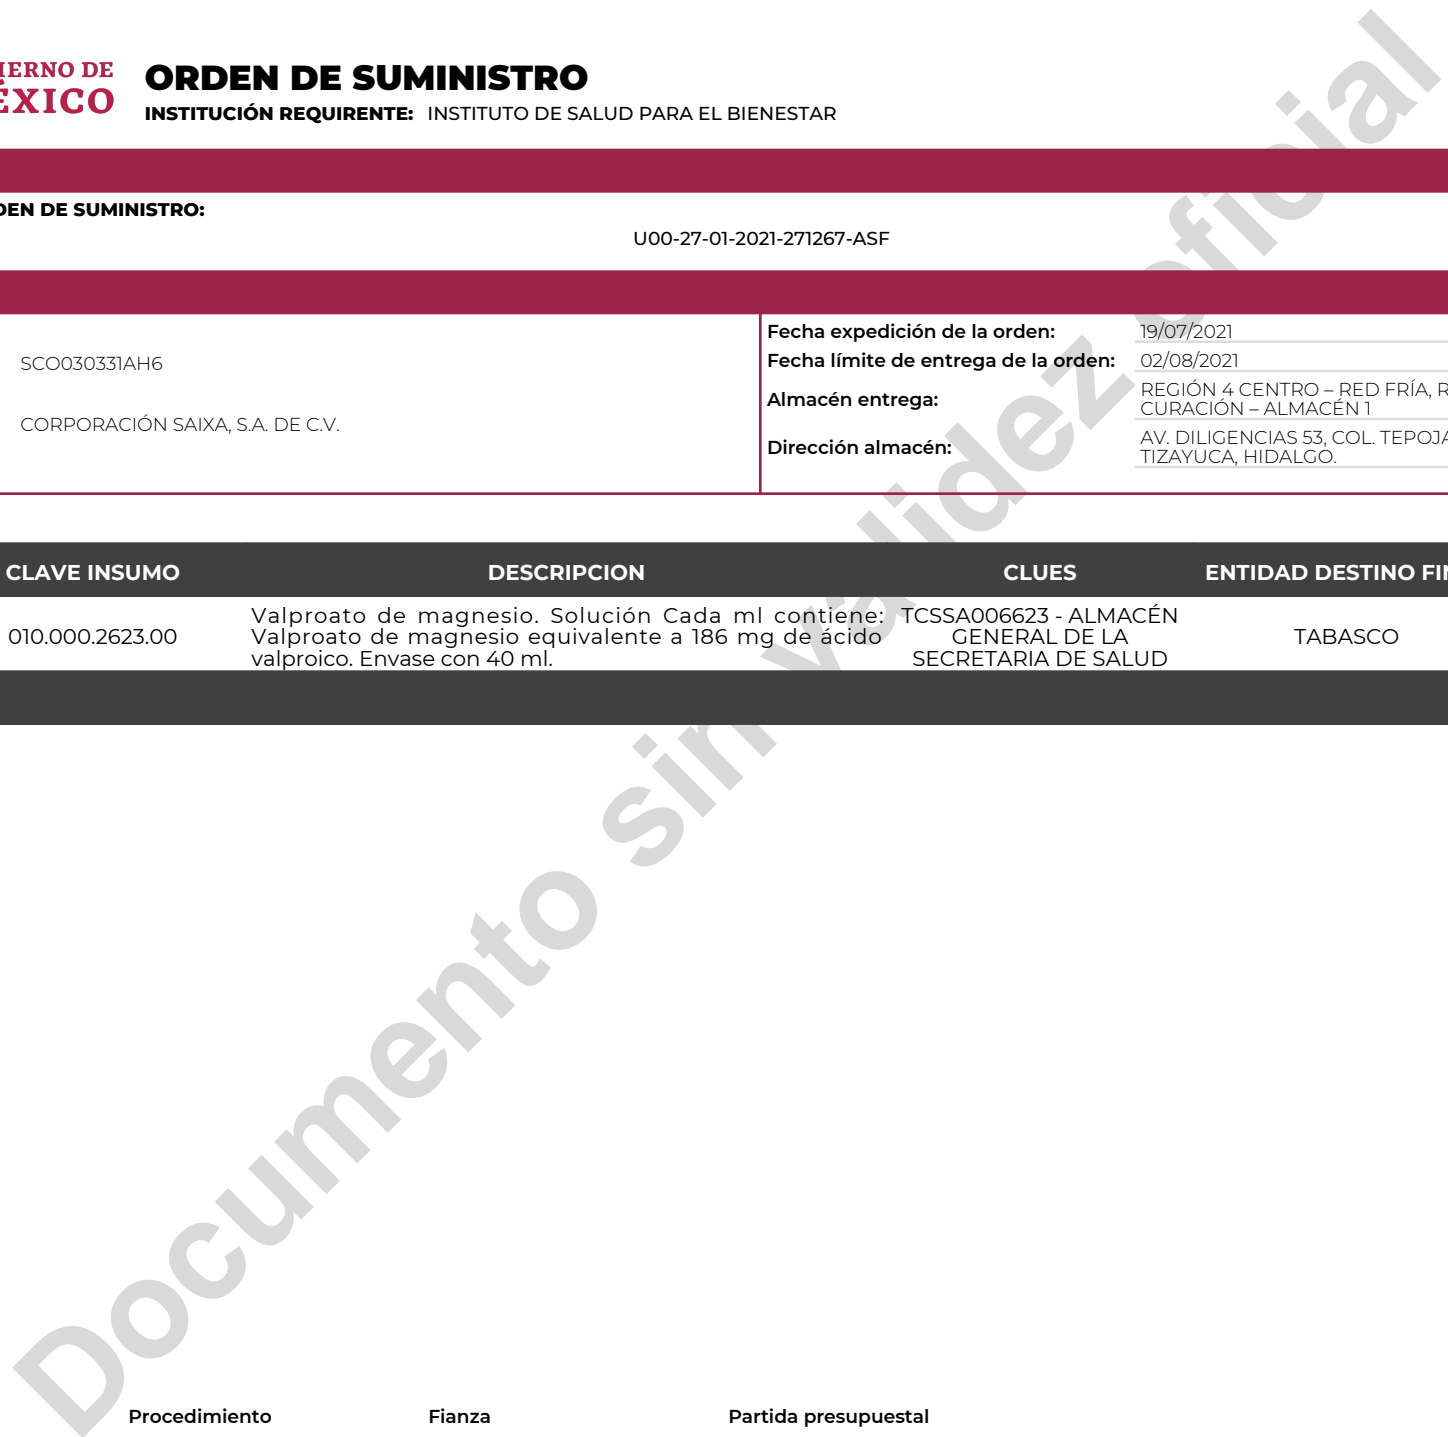 IERNO DE
ÉXICO
ORDEN DE SUMINISTRO
INSTITUCIÓN REQUIRENTE: INSTITUTO DE SALUD PARA EL BIENESTAR
DEN DE SUMINISTRO:
U00-27-01-2021-271267-ASF
SCO030331AH6
CORPORACIÓN SAIXA, S.A. DE C.V.
Fecha expedición de la orden: 19/07/2021
Fecha límite de entrega de la orden: 02/08/2021
Almacén entrega: REGIÓN 4 CENTRO – RED FRÍA, R
CURACIÓN – ALMACÉN 1
Dirección almacén: AV. DILIGENCIAS 53, COL. TEPOJA
TIZAYUCA, HIDALGO.
CLAVE INSUMO DESCRIPCION CLUES ENTIDAD DESTINO FIN
010.000.2623.00
Valproato de magnesio. Solución Cada ml contiene:
Valproato de magnesio equivalente a 186 mg de ácido
valproico. Envase con 40 ml.
TCSSA006623 - ALMACÉN
GENERAL DE LA
SECRETARIA DE SALUD
TABASCO
Documento sin validez oficial
Procedimiento Fianza Partida presupuestal